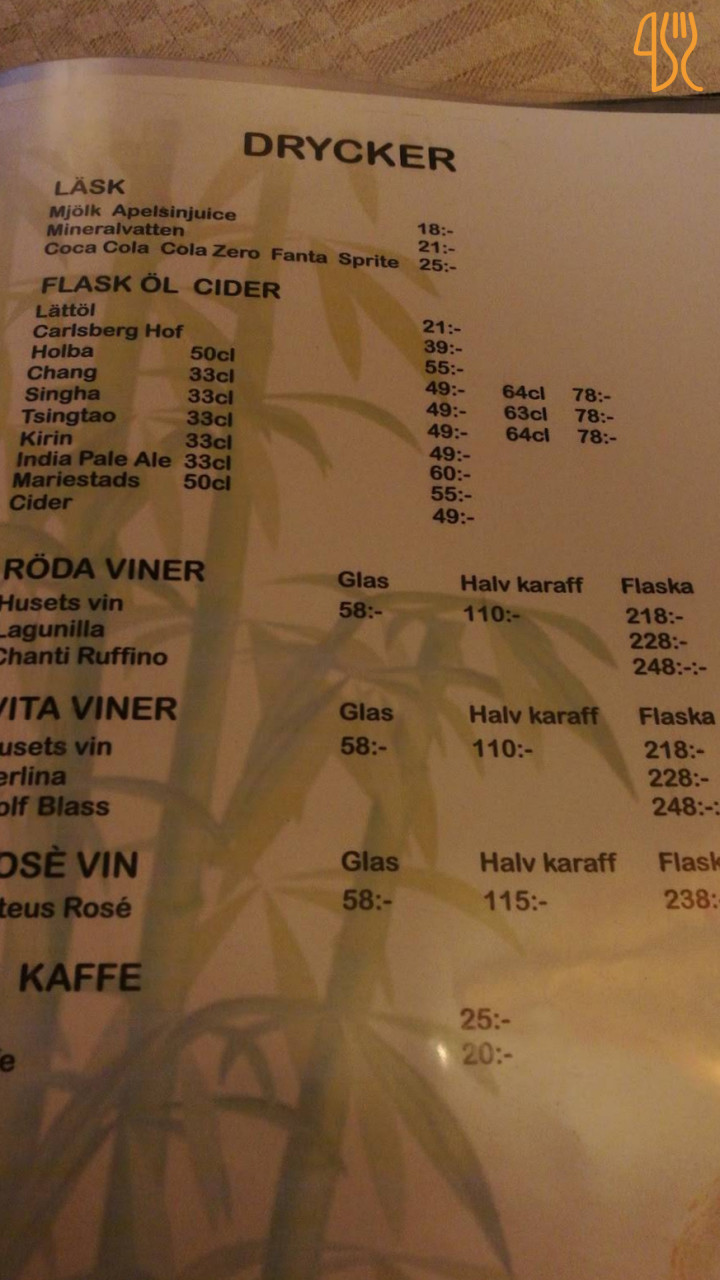 DRYCKER
LÄSK
Mjölk Apelsinjuice 18:-
Mineralvatten 21:-
Coca Cola Cola Zero Fanta Sprite 25:-
FLASK ÖL CIDER
Lättöl 21:-
Carlsberg Hof 39:-
Holba 50cl 55:-
Chang 33cl 49:- 64cl 78:-
Singha 33cl 49:- 63cl 78:-
Tsingtao 33cl 49:- 64cl 78:-
Kirin 33cl 49:-
India Pale Ale 33cl 60:-
Mariestads 50cl 55:-
Cider 49:-
RÖDA VINER Glas Halv karaff Flaska
Husets vin 58:- 110:- 218:-
Lagunilla 228:-
Chanti Ruffino 248:-:-
VITA VINER Glas Halv karaff Flaska
usets vin 58:- 110:- 218:-
erlina 228:-
olf Blass 248:-:
OSÈ VIN Glas Halv karaff Flask
teus Rosé 58:- 115:- 238:-
KAFFE
25:-
e 20:-